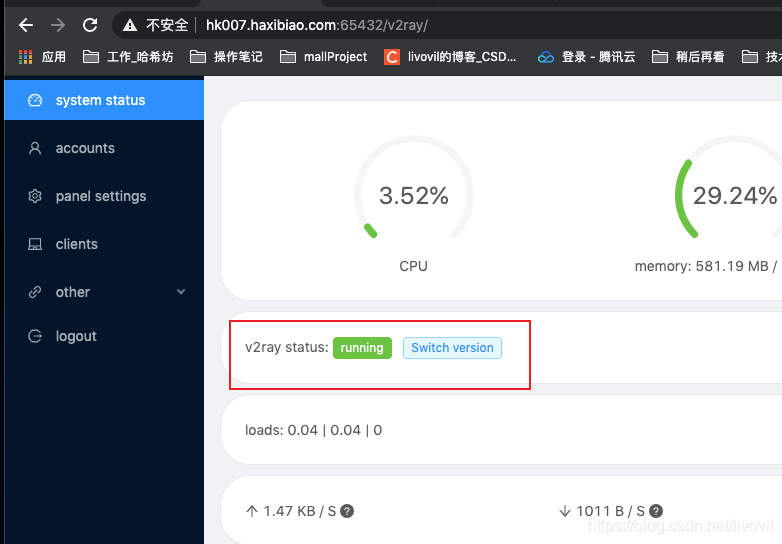 不安全 | hk007.haxibiao.com:65432/v2ray/
应用 工作_哈希坊 操作笔记 mallProject C livovil的博客_CSD... 登录 - 腾讯云 稍后再看 技
system status
accounts
panel settings
clients
other
logout
3.52%
CPU
29.24%
memory: 581.19 MB /
v2ray status: running Switch version
loads: 0.04 | 0.04 | 0
1.47 KB / S ?
1011 B / S ?
https://blog.csdn.net/livovil